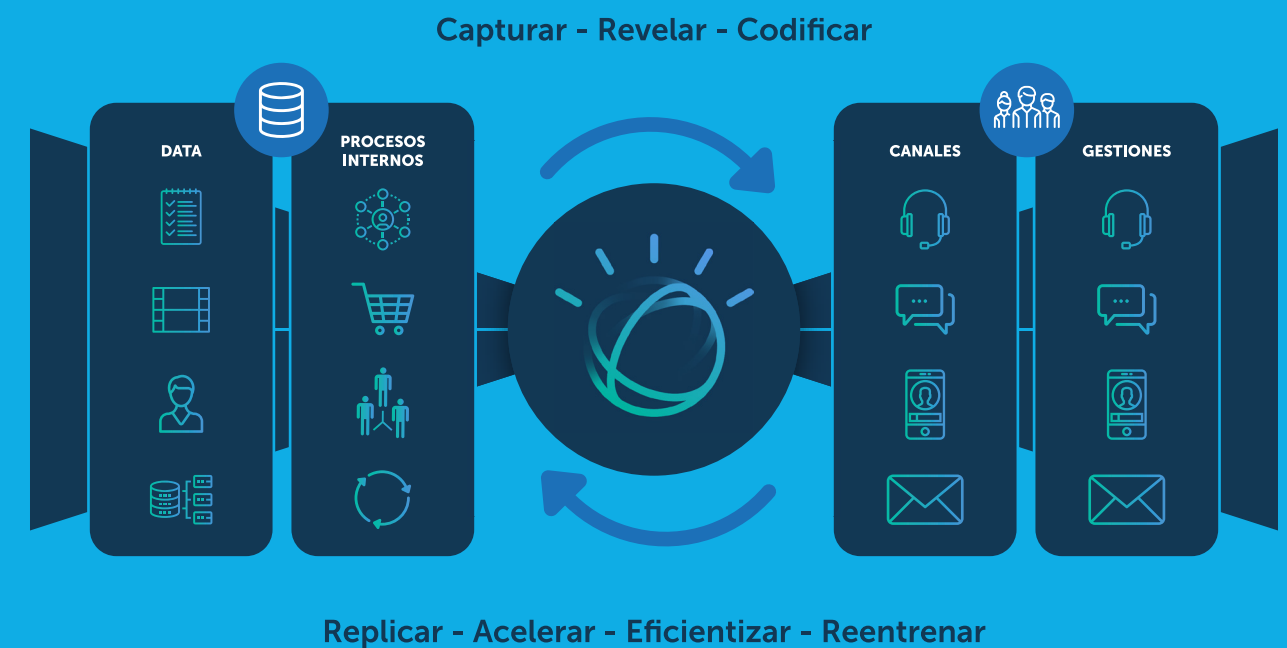 Capturar - Revelar - Codificar
DATA
PROCESOS
INTERNOS
CANALES
GESTIONES
Replicar - Acelerar - Eficientizar - Reentrenar